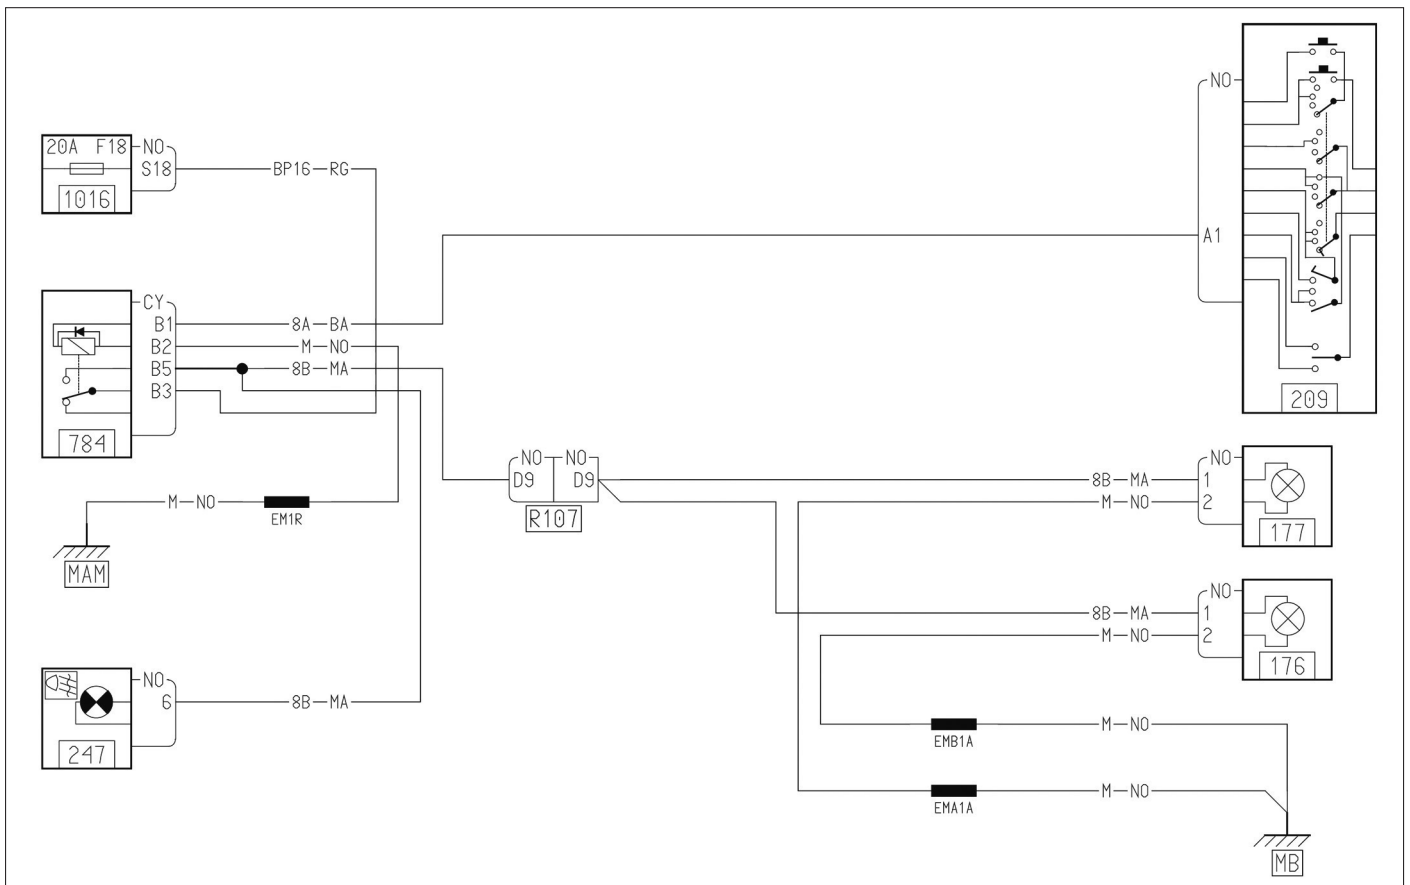 NO
20A F18 NO
S18
BP16 RG
1016
A1
CY
B1 8A BA
B2 M NO
B5 8B MA
B3
784
209
NO NO
D9 D9
R107
NO
8B MA 1
M NO 2
177
M NO
EM1R
MAM
NO
8B MA 1
M NO 2
176
NO
6 8B MA
247
M NO
EMB1A
M NO
EMA1A
MB